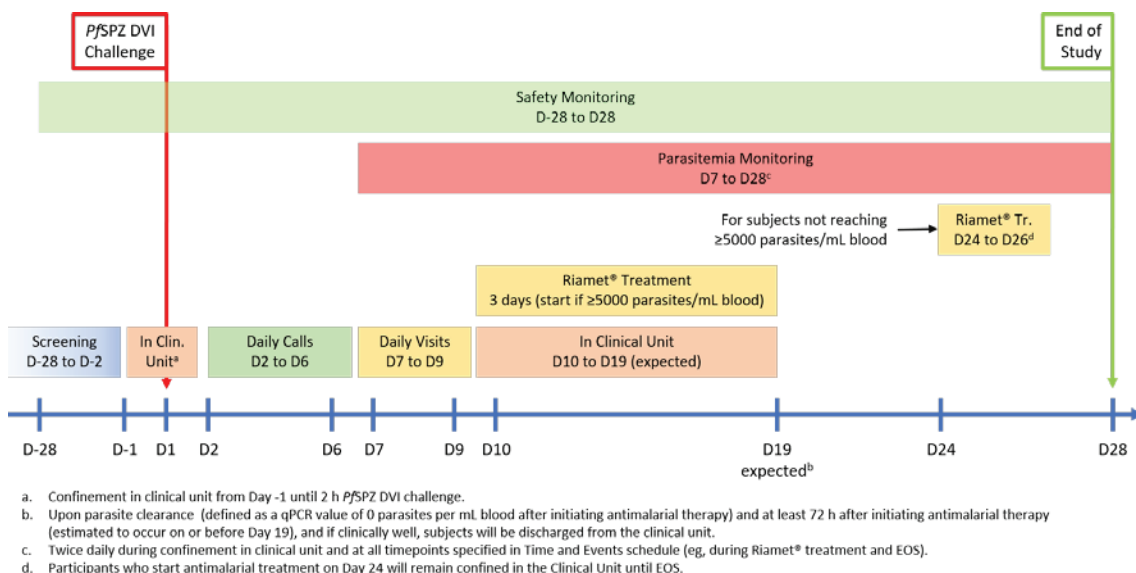 PfSPZ DVI
Challenge
End of
Study
Safety Monitoring
D-28 to D28
Parasitemia Monitoring
D7 to D28ᶜ
For subjects not reaching
≥5000 parasites/mL blood
Riamet® Tr.
D24 to D26ᵈ
Riamet® Treatment
3 days (start if ≥5000 parasites/mL blood)
Screening
D-28 to D-2
In Clin.
Unitᵃ
Daily Calls
D2 to D6
Daily Visits
D7 to D9
In Clinical Unit
D10 to D19 (expected)
D-28 D-1 D1 D2 D6 D7 D9 D10 D19 D24 D28
expectedᵇ
a. Confinement in clinical unit from Day -1 until 2 h PfSPZ DVI challenge.
b. Upon parasite clearance (defined as a qPCR value of 0 parasites per mL blood after initiating antimalarial therapy) and at least 72 h after initiating antimalarial therapy
(estimated to occur on or before Day 19), and if clinically well, subjects will be discharged from the clinical unit.
c. Twice daily during confinement in clinical unit and at all timepoints specified in Time and Events schedule (eg, during Riamet® treatment and EOS).
d. Participants who start antimalarial treatment on Day 24 will remain confined in the Clinical Unit until EOS.